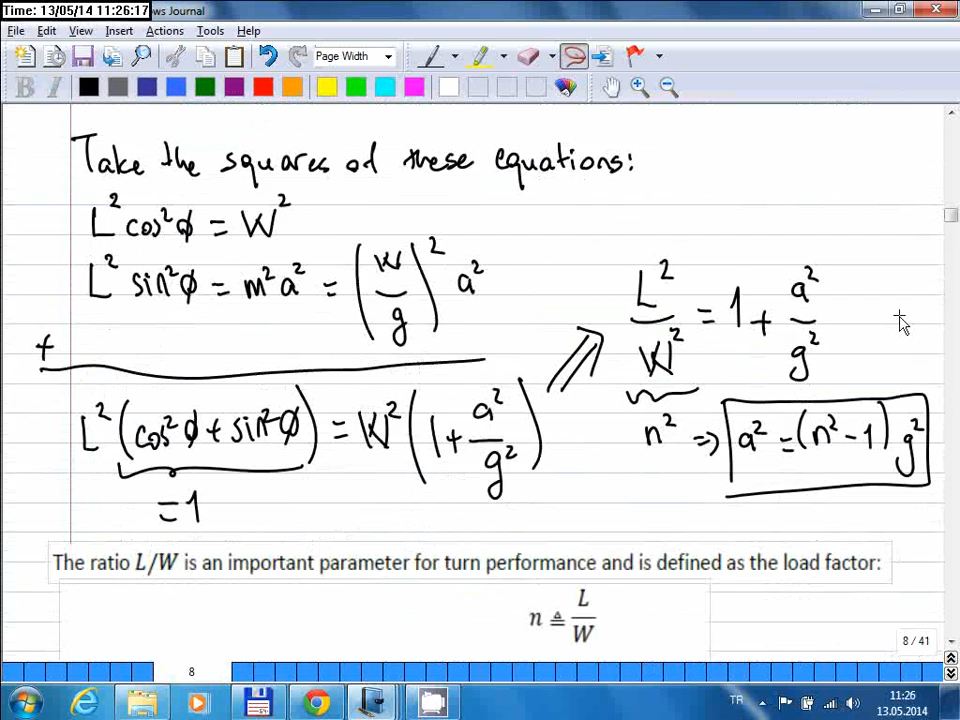 Time: 13/05/14 11:26:17
ows Journal
File Edit View Insert Actions Tools Help
Page Width
B I
Take the squares of these equations:
L² cos²ϕ = W²
L² sin²ϕ = m²a² = (W/g)² a²
+
L² (cos²ϕ + sin²ϕ) = W² (1 + a²/g²)
= 1
⇒ L²/W² = 1 + a²/g²
n² ⇒ a² = (n² - 1) g²
The ratio L/W is an important parameter for turn performance and is defined as the load factor:
n ≜ L/W
8 / 41
8
TR
11:26
13.05.2014